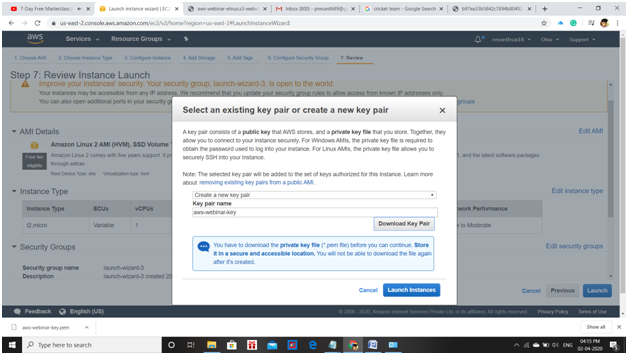 7-Day Free Masterclass
Launch instance wizard | EC2
Inbox (800) - prevanth89@
cricket team - Google Search
us-east-2.console.aws.amazon.com/ec2/v2/home?region=us-east-2#LaunchInstanceWizard:
aws
Services
Resource Groups
Ohio
Support
1. Choose AMI
2. Choose Instance Type
3. Configure Instance
4. Add Storage
5. Add Tags
6. Configure Security Group
7. Review
Step 7: Review Instance Launch
Improve your instances' security. Your security group, launch-wizard-3, is open to the world.
Your instances may be accessible from any IP address. We recommend that you update your security group rules to allow access from known IP addresses only.
You can also open additional ports in your security gr
groups
Select an existing key pair or create a new key pair
A key pair consists of a public key that AWS stores, and a private key file that you store. Together, they
allow you to connect to your instance securely. For Windows AMIs, the private key file is required to
obtain the password used to log into your instance. For Linux AMIs, the private key file allows you to
securely SSH into your instance.
Note: The selected key pair will be added to the set of keys authorized for this instance. Learn more
about removing existing key pairs from a public AMI.
Create a new key pair
Key pair name
aws-webinar-key
Download Key Pair
You have to download the private key file (*.pem file) before you can continue. Store
it in a secure and accessible location. You will not be able to download the file again
after it's created.
Cancel
Launch Instances
AMI Details
Edit AMI
Amazon Linux 2 AMI (HVM), SSD Volume
Free tier
eligible
Amazon Linux 2 comes with five years support. It pr
, and the latest software packages
through extras.
Root Device Type: ebs
Virtualization type: hvm
Instance Type
Edit instance type
Instance Type
ECUs
vCPUs
work Performance
t2.micro
Variable
1
to Moderate
Security Groups
Edit security groups
Security group name
launch-wizard-3
Description
launch-wizard-3 created 20
Cancel
Previous
Launch
Feedback
English (US)
© 2008 - 2020, Amazon Internet Services Private Ltd. or its affiliates. All rights reserved.
Privacy Policy
Terms of Use
aws-webinar-key.pem
Show all
Type here to search
ENG
04:15 PM
02-04-2020